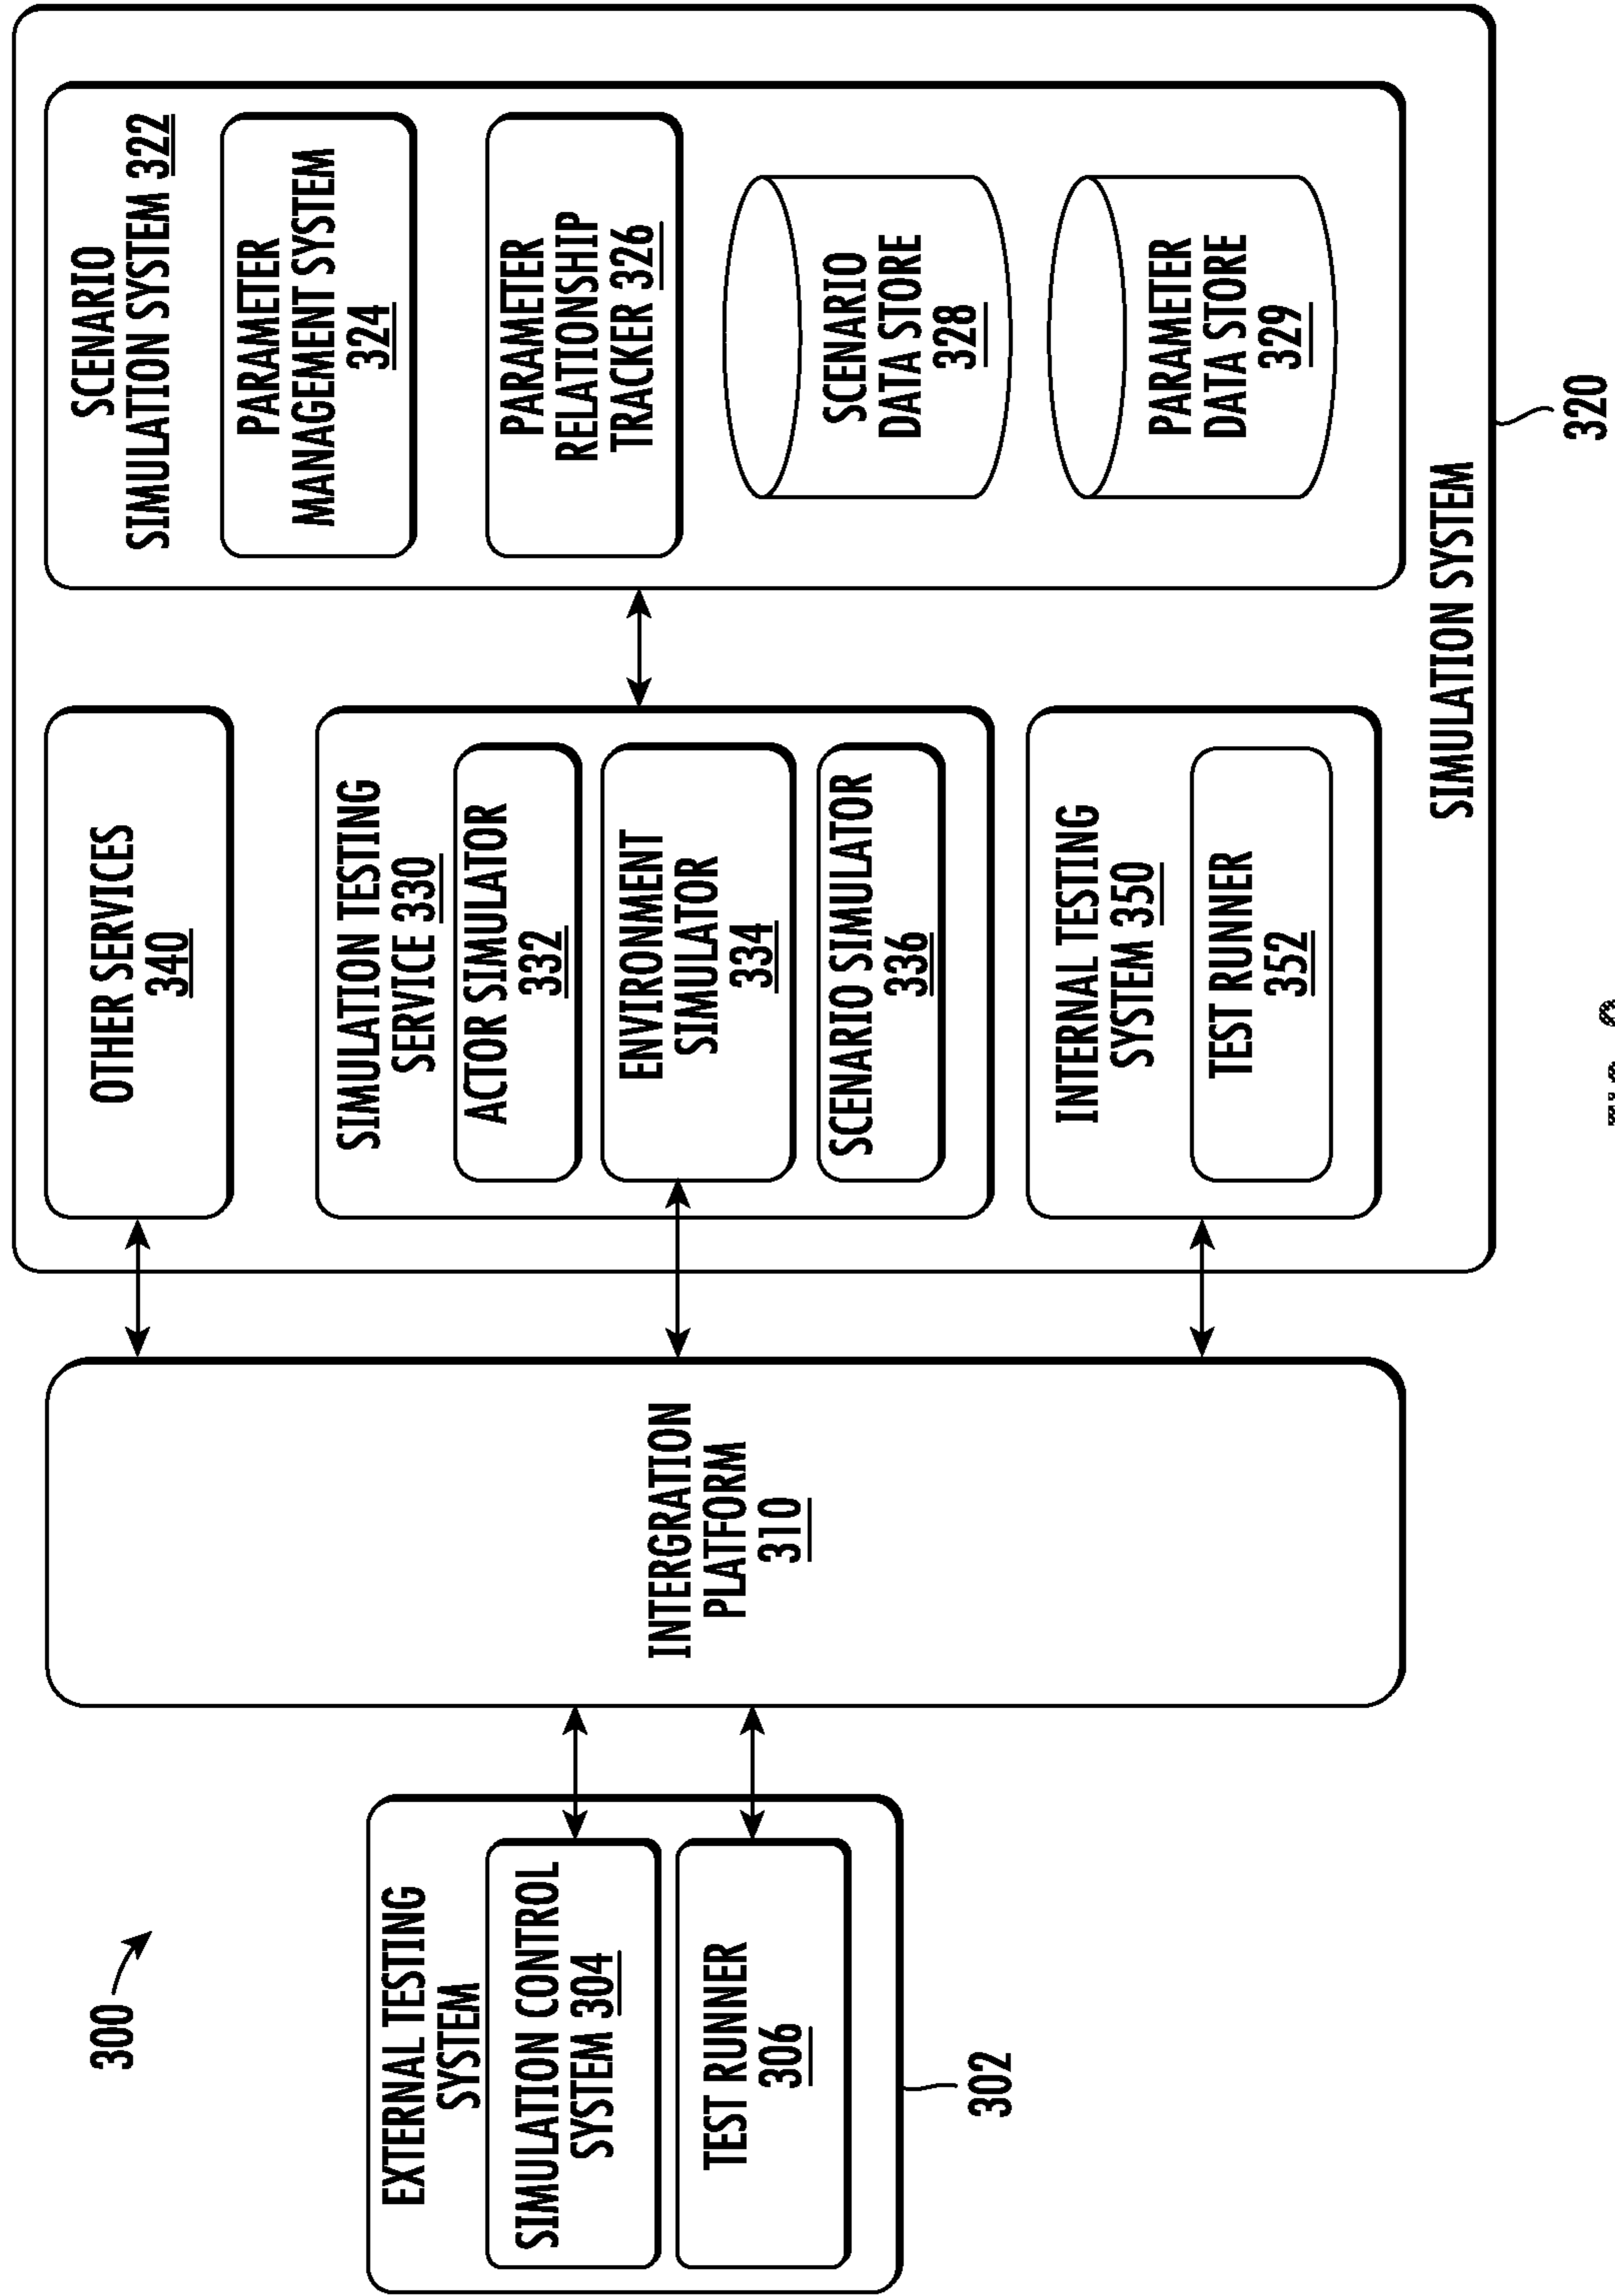 300
EXTERNAL TESTING
SYSTEM
SIMULATION CONTROL
SYSTEM 304
TEST RUNNER
306
302
INTERGRATION
PLATFORM
310
OTHER SERVICES
340
SIMULATION TESTING
SERVICE 330
ACTOR SIMULATOR
332
ENVIRONMENT
SIMULATOR
334
SCENARIO SIMULATOR
336
INTERNAL TESTING
SYSTEM 350
TEST RUNNER
352
SCENARIO
SIMULATION SYSTEM 322
PARAMETER
MANAGEMENT SYSTEM
324
PARAMETER
RELATIONSHIP
TRACKER 326
SCENARIO
DATA STORE
328
PARAMETER
DATA STORE
329
SIMULATION SYSTEM
320